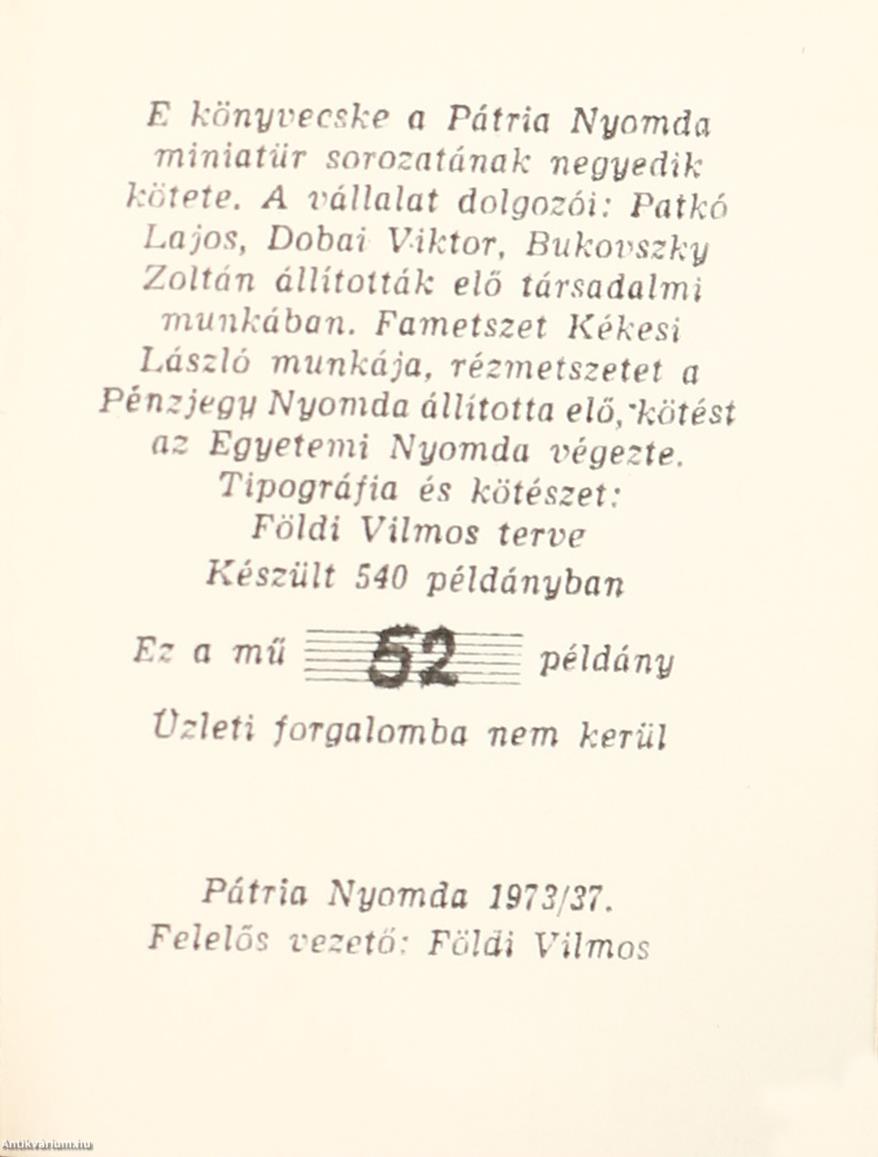 E könyvecske a Pátria Nyomda
miniatür sorozatának negyedik
kötete. A vállalat dolgozói: Patkó
Lajos, Dobai Viktor, Bukovszky
Zoltán állították elő társadalmi
munkában. Fametszet Kékesi
László munkája, rézmetszetet a
Pénzjegy Nyomda állította elő, kötést
az Egyetemi Nyomda végezte.
Tipográfia és kötészet:
Földi Vilmos terve
Készült 540 példányban
Ez a mű 52 példány
Üzleti forgalomba nem kerül
Pátria Nyomda 1973/37.
Felelős vezető: Földi Vilmos
Antikvárium.hu